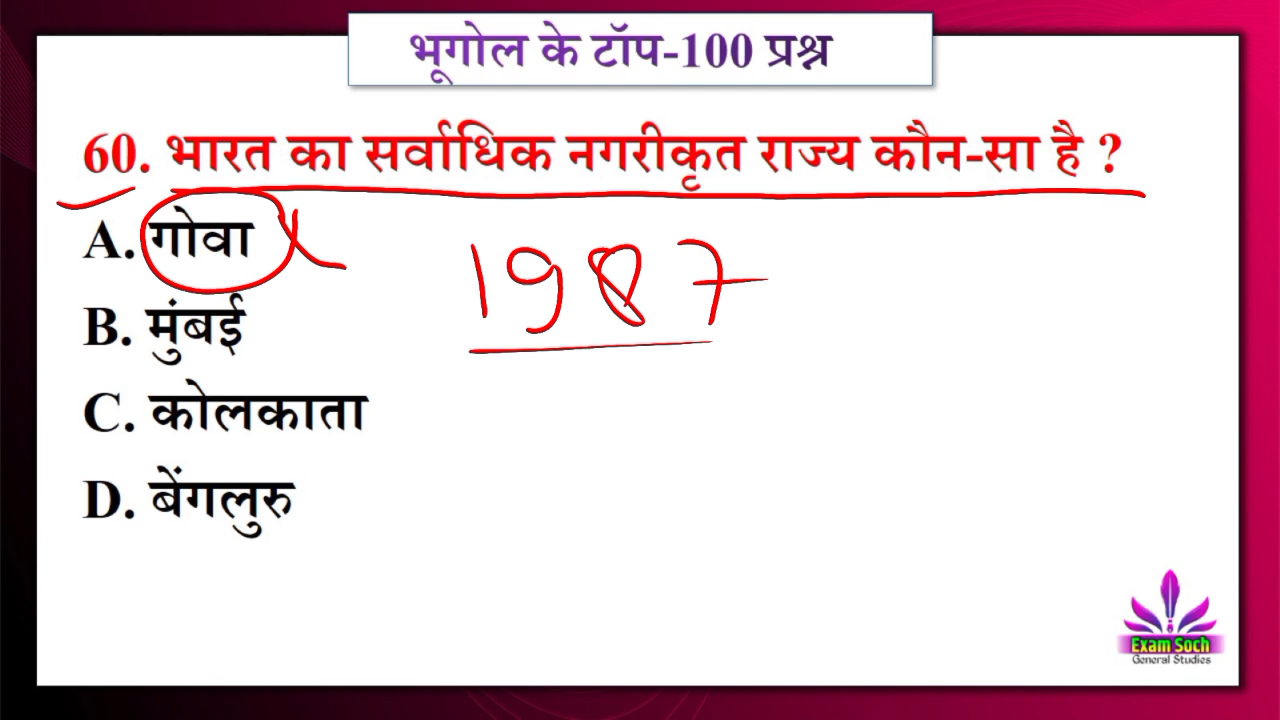 भूगोल के टॉप-100 प्रश्न
60. भारत का सर्वाधिक नगरीकृत राज्य कौन-सा है ?
A. गोवा
1987
B. मुंबई
C. कोलकाता
D. बेंगलुरु
Exam Soch
General Studies